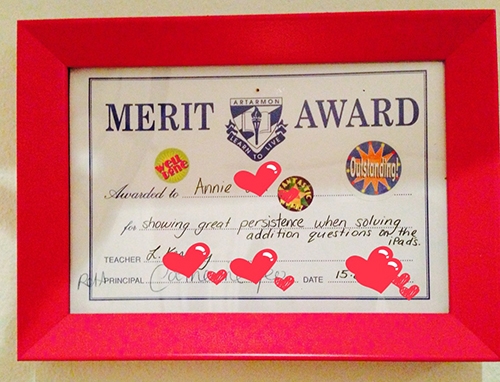 MERIT AWARD
ARTARMON
LEARN TO LIVE
WELL DONE
Outstanding!
Awarded to Annie
for showing great persistence when solving
addition questions on the
iPads.
TEACHER L.
PRINCIPAL
DATE 15.